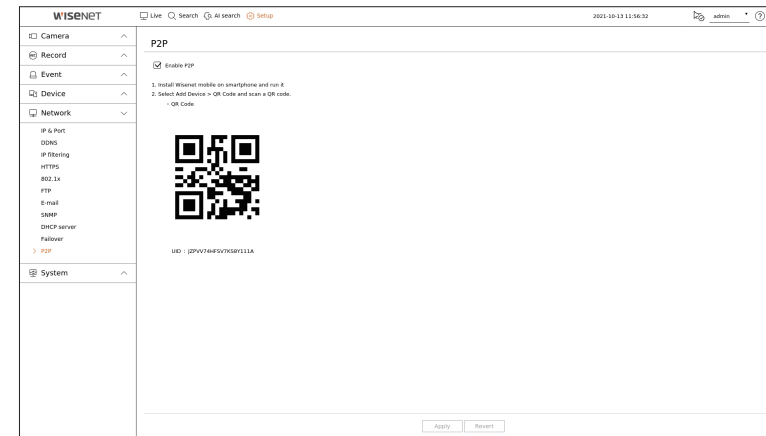 WISENET
Live Search AI search Setup
2021-10-13 11:56:32
admin
Camera
Record
Event
Device
Network
IP & Port
DDNS
IP filtering
HTTPS
802.1x
FTP
E-mail
SNMP
DHCP server
Failover
P2P
System
P2P
Enable P2P
1. Install Wisenet mobile on smartphone and run it
2. Select Add Device > QR Code and scan a QR code.
- QR Code
UID : JZPVV74HFSV7KSBY111A
Apply Revert